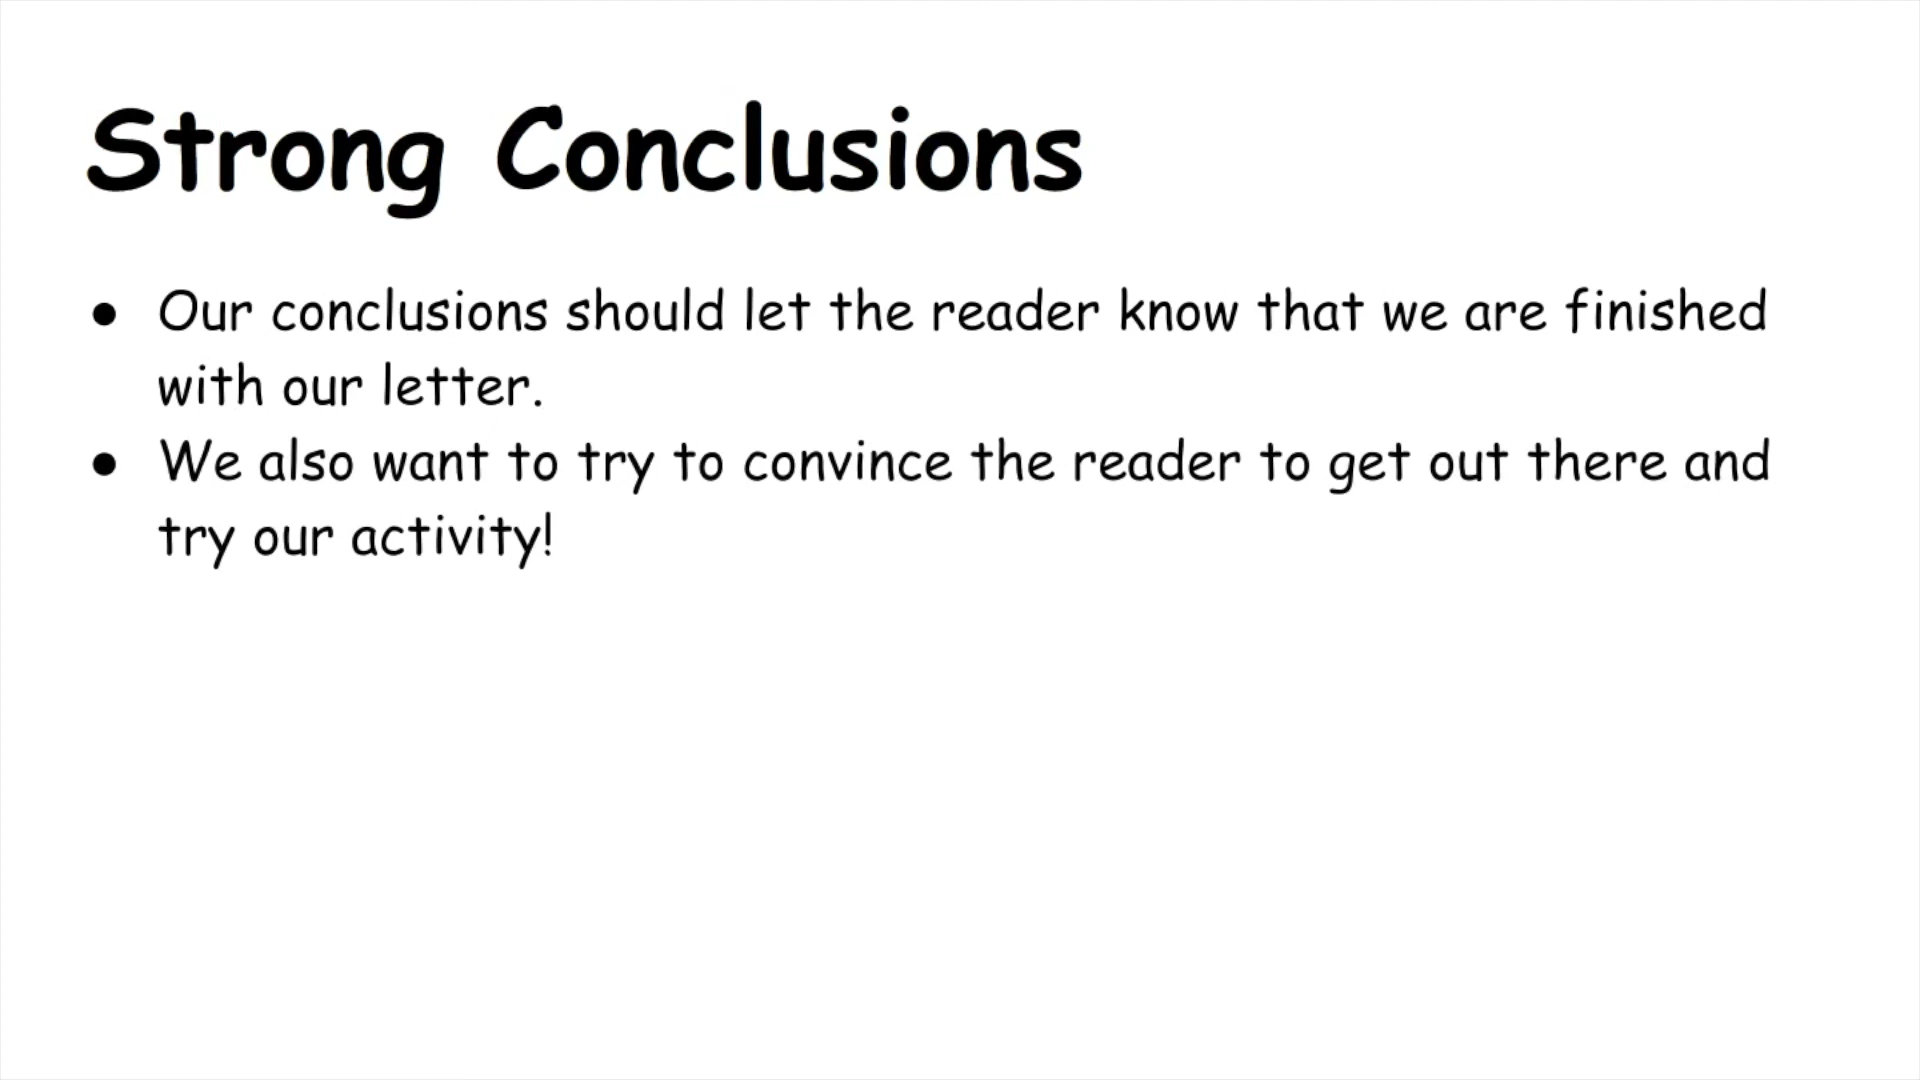 Strong Conclusions
● Our conclusions should let the reader know that we are finished
with our letter.
● We also want to try to convince the reader to get out there and
try our activity!